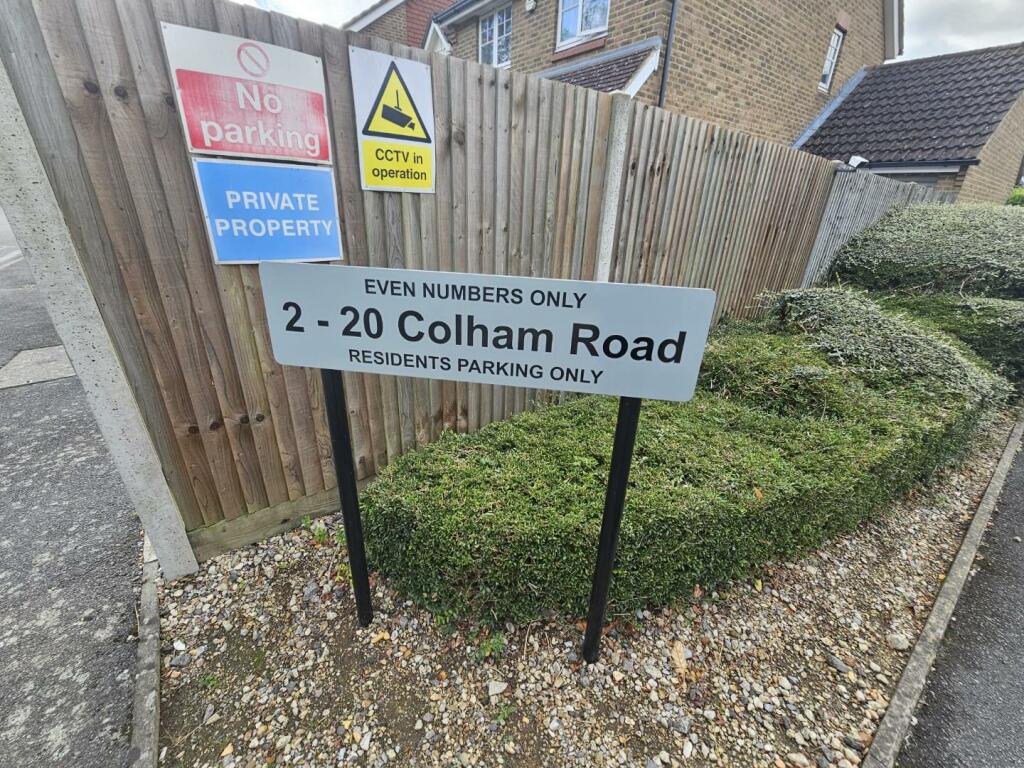 No
parking
PRIVATE
PROPERTY
CCTV in
operation
EVEN NUMBERS ONLY
2 - 20 Colham Road
RESIDENTS PARKING ONLY